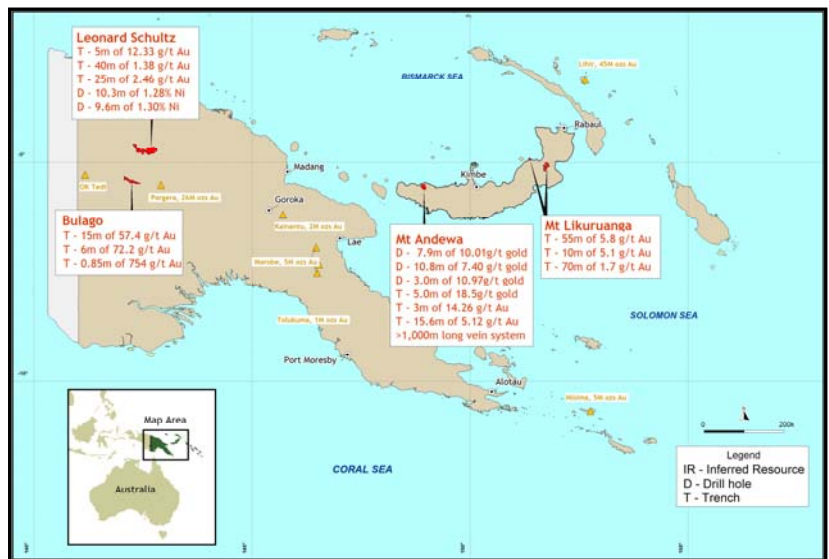 Leonard Schultz
T - 5m of 12.33 g/t Au
T - 40m of 1.38 g/t Au
T - 25m of 2.46 g/t Au
D - 10.3m of 1.28% Ni
D - 9.6m of 1.30% Ni
BISMARCK SEA
Lihir, 45M ozs Au
Rabaul
Madang
Kimbe
OK Tedi
Porgera, 26M ozs Au
Goroka
Kainantu, 2M ozs Au
Lae
Morobe, 5M ozs Au
Bulago
T - 15m of 57.4 g/t Au
T - 6m of 72.2 g/t Au
T - 0.85m of 754 g/t Au
Mt Andewa
D - 7.9m of 10.01g/t gold
D - 10.8m of 7.40 g/t gold
D - 3.0m of 10.97g/t gold
T - 5.0m of 18.5g/t gold
T - 3m of 14.26 g/t Au
T - 15.6m of 5.12 g/t Au
>1,000m long vein system
Mt Likuruanga
T - 55m of 5.8 g/t Au
T - 10m of 5.1 g/t Au
T - 70m of 1.7 g/t Au
Tolukuma, 1M ozs Au
SOLOMON SEA
Port Moresby
Alotau
Misima, 5M ozs Au
CORAL SEA
Map Area
Australia
0
Legend
IR - Inferred Resource
D - Drill hole
T - Trench